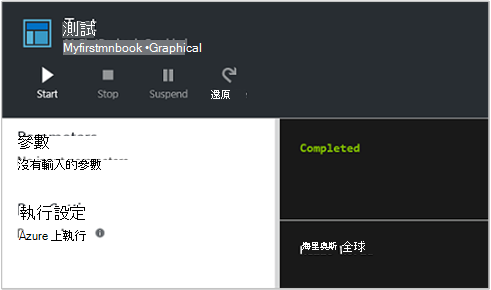 測試
Myfirstmnbook •Graphical
Start Stop Suspend 還原
參數
沒有輸入的參數
執行設定
Azure 上執行
Completed
海里奧斯 全球